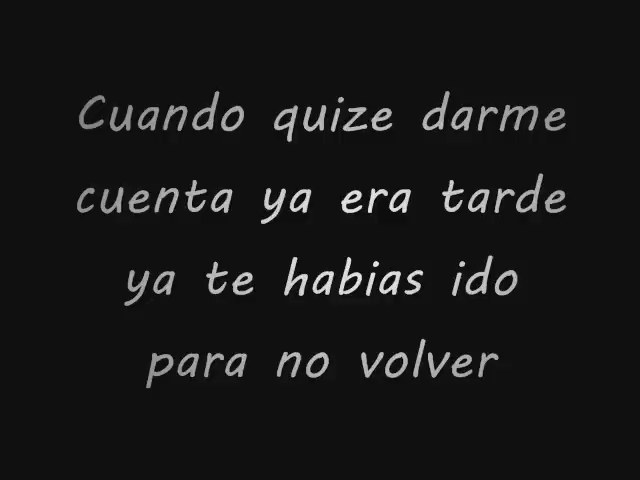 Cuando quize darme
cuenta ya era tarde
ya te habias ido
para no volver